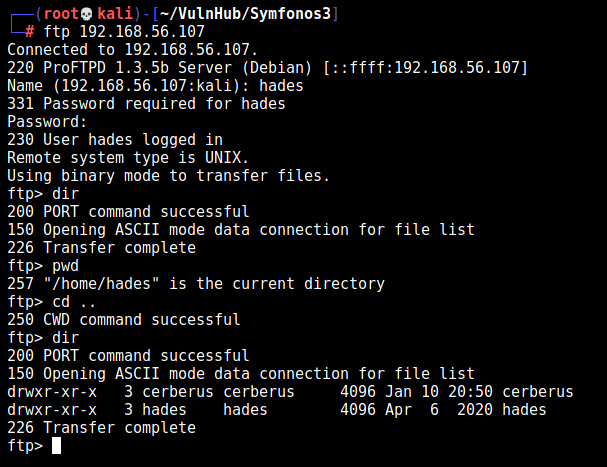 ┌──(root💀kali)-[~/VulnHub/Symfonos3]
└─# ftp 192.168.56.107
Connected to 192.168.56.107.
220 ProFTPD 1.3.5b Server (Debian) [::ffff:192.168.56.107]
Name (192.168.56.107:kali): hades
331 Password required for hades
Password:
230 User hades logged in
Remote system type is UNIX.
Using binary mode to transfer files.
ftp> dir
200 PORT command successful
150 Opening ASCII mode data connection for file list
226 Transfer complete
ftp> pwd
257 "/home/hades" is the current directory
ftp> cd ..
250 CWD command successful
ftp> dir
200 PORT command successful
150 Opening ASCII mode data connection for file list
drwxr-xr-x   3 cerberus cerberus     4096 Jan 10 20:50 cerberus
drwxr-xr-x   3 hades    hades        4096 Apr  6  2020 hades
226 Transfer complete
ftp>